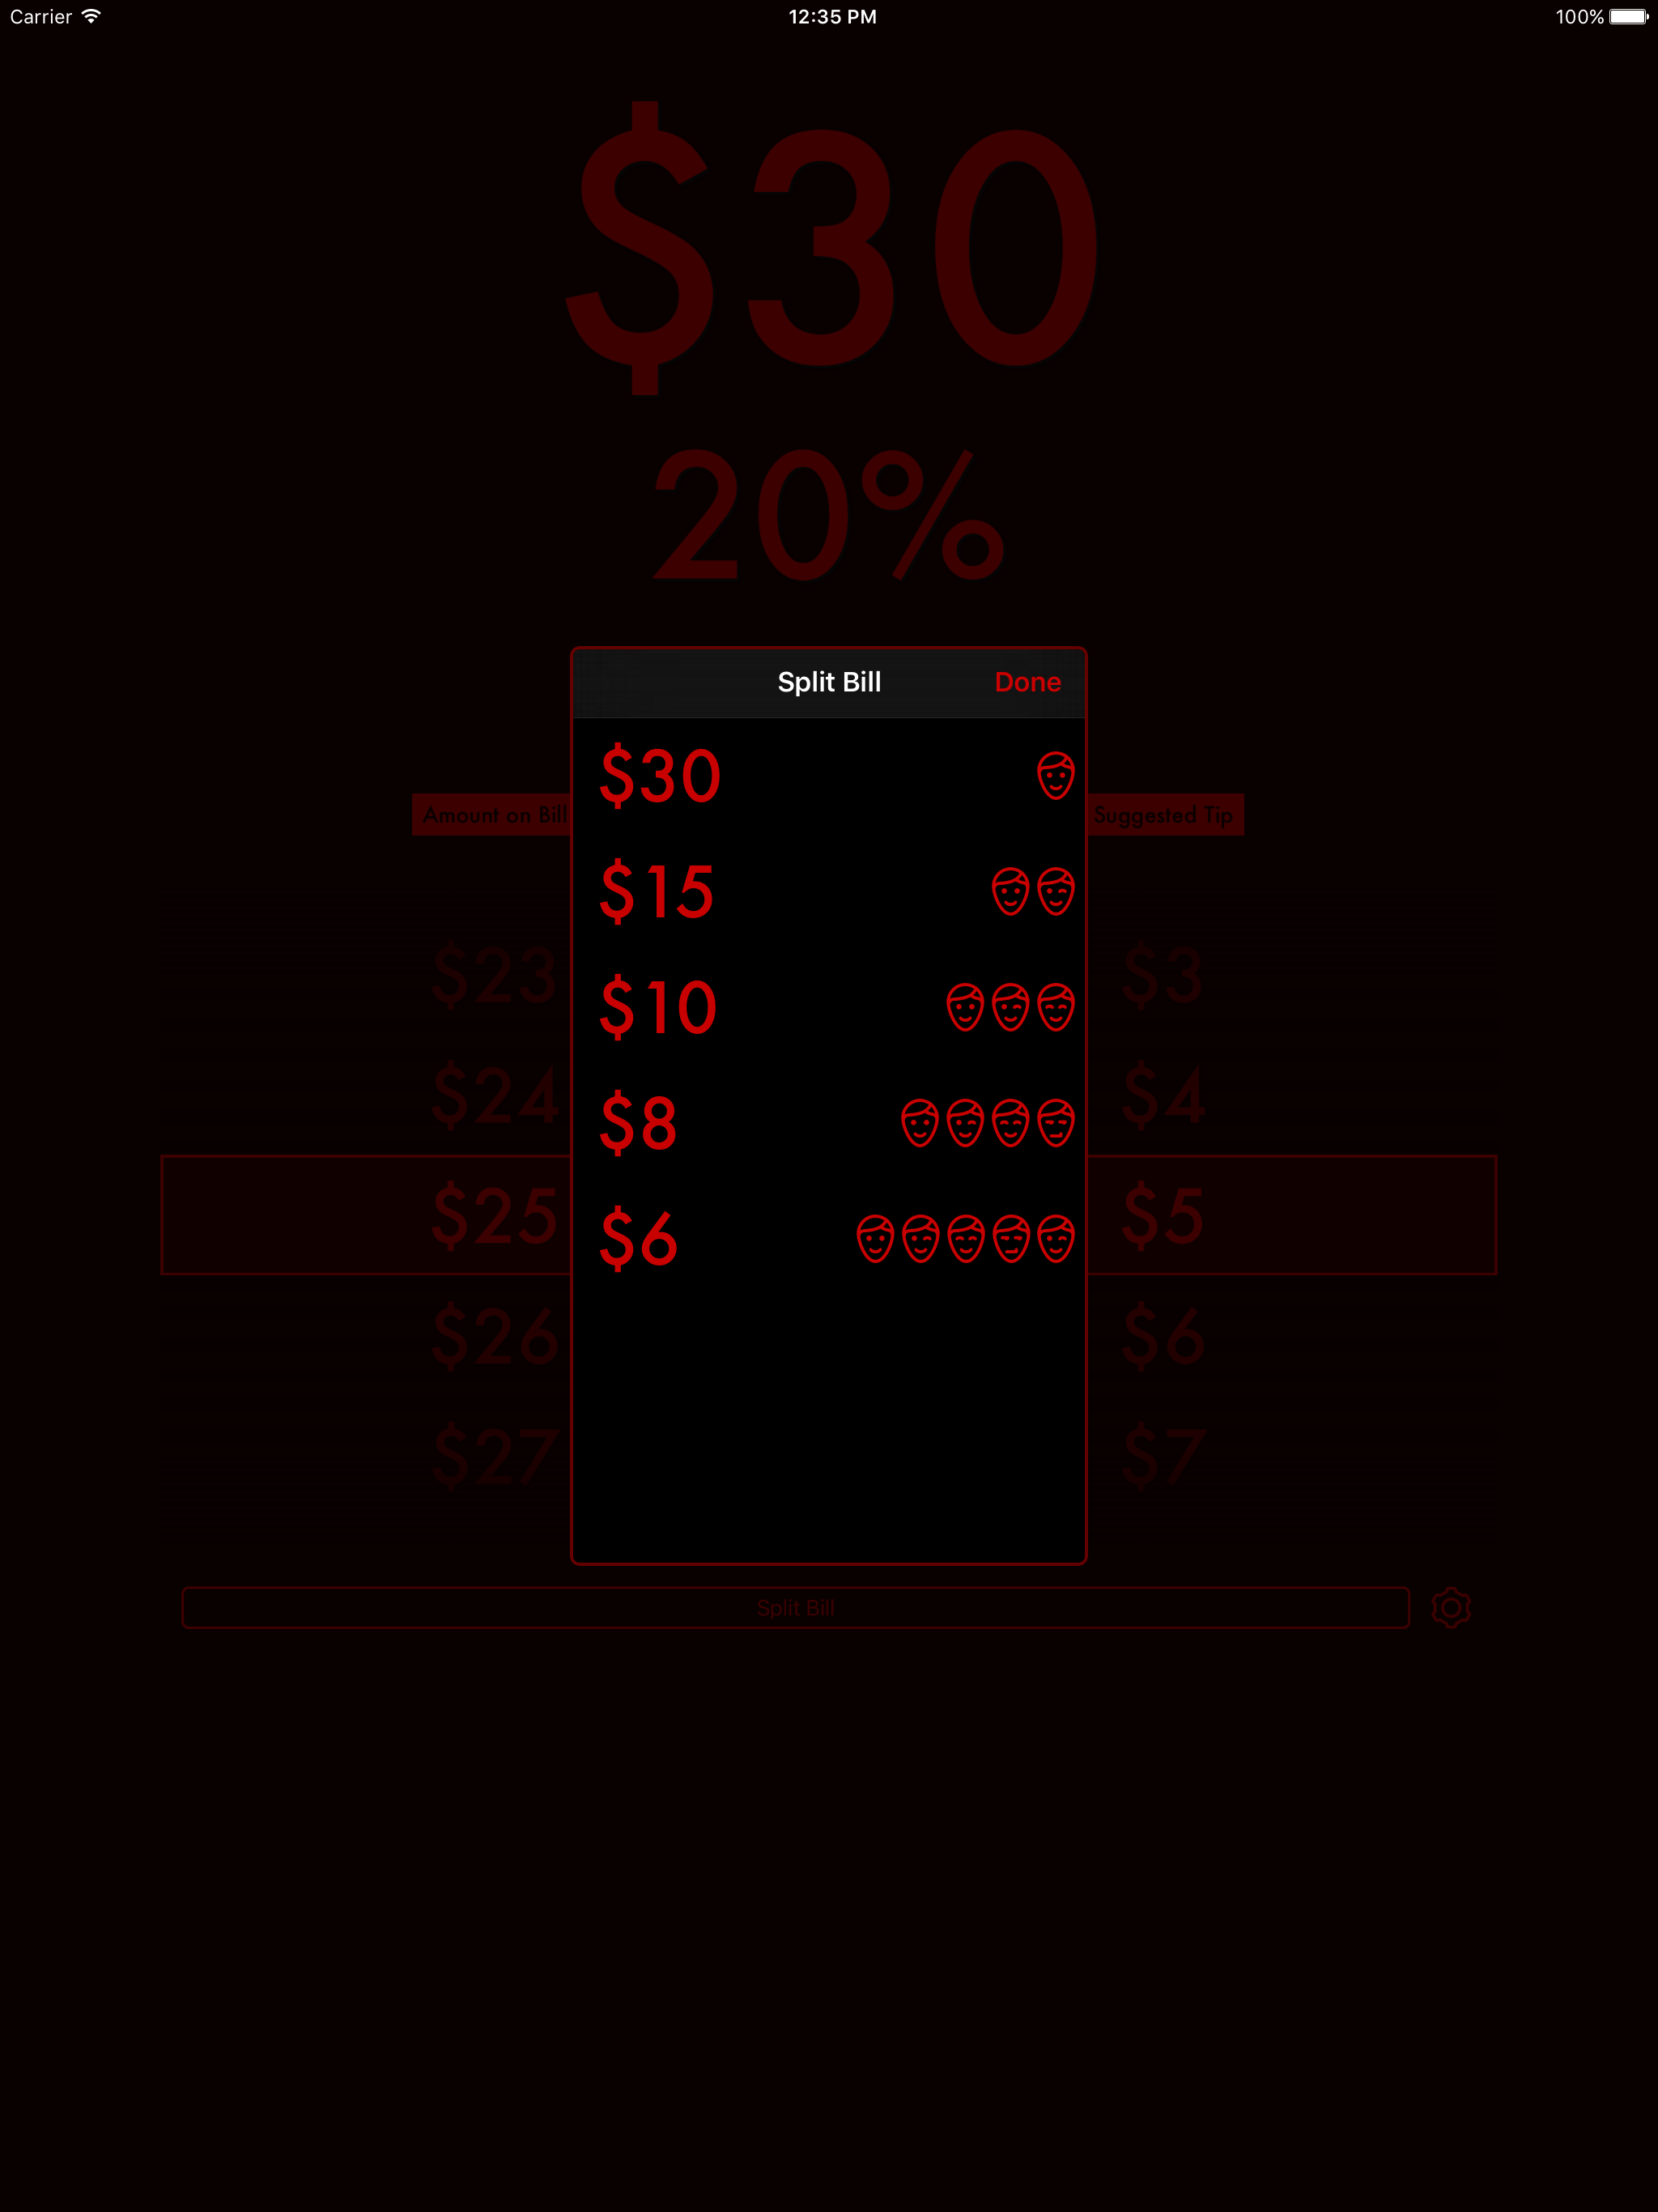 Carrier 12:35 PM 100%
$30
20%
Split Bill Done
$30
Amount on Bill Suggested Tip
$15
$23 $10 $3
$24 $8 $4
$25 $6 $5
$26 $6
$27 $7
Split Bill